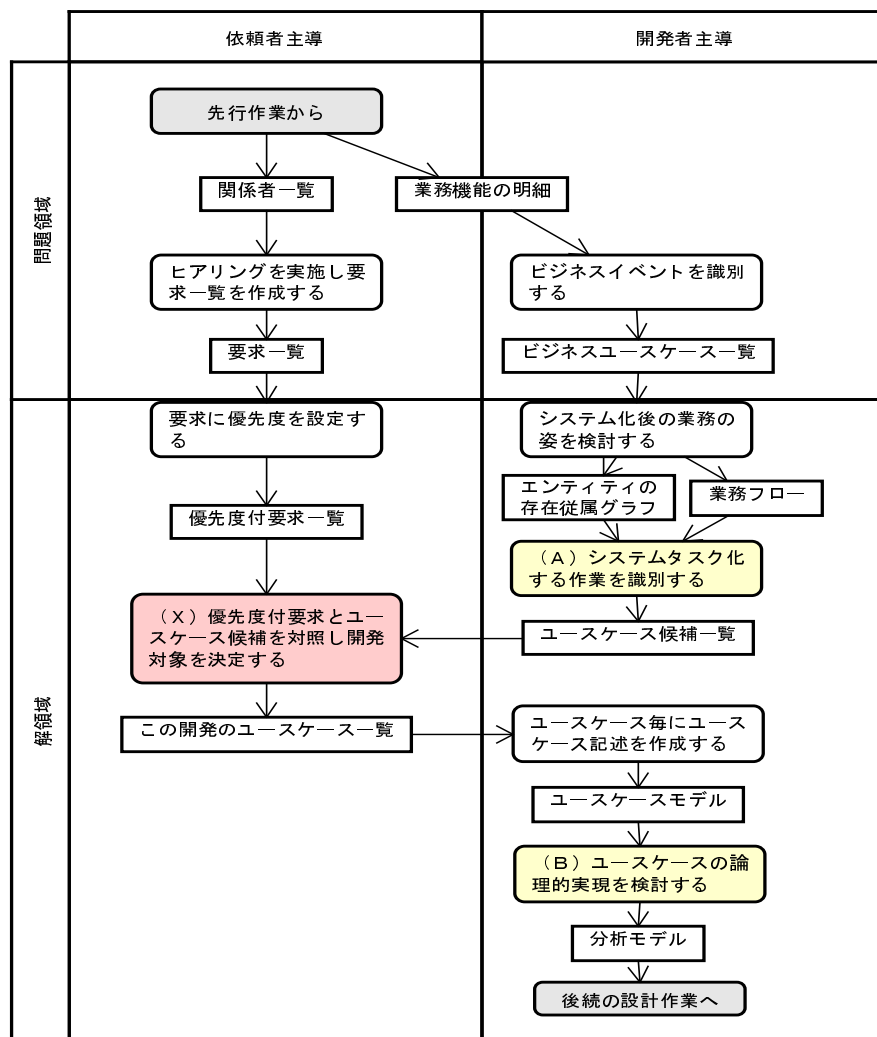 依頼者主導
開発者主導
問題領域
先行作業から
関係者一覧
業務機能の明細
ヒアリングを実施し要
求一覧を作成する
ビジネスイベントを識別
する
要求一覧
ビジネスユースケース一覧
解領域
要求に優先度を設定す
る
システム化後の業務の
姿を検討する
エンティティの
存在従属グラフ
業務フロー
優先度付要求一覧
（A）システムタスク化
する作業を識別する
（X）優先度付要求とユー
スケース候補を対照し開発
対象を決定する
ユースケース候補一覧
この開発のユースケース一覧
ユースケース毎にユース
ケース記述を作成する
ユースケースモデル
（B）ユースケースの論
理的実現を検討する
分析モデル
後続の設計作業へ